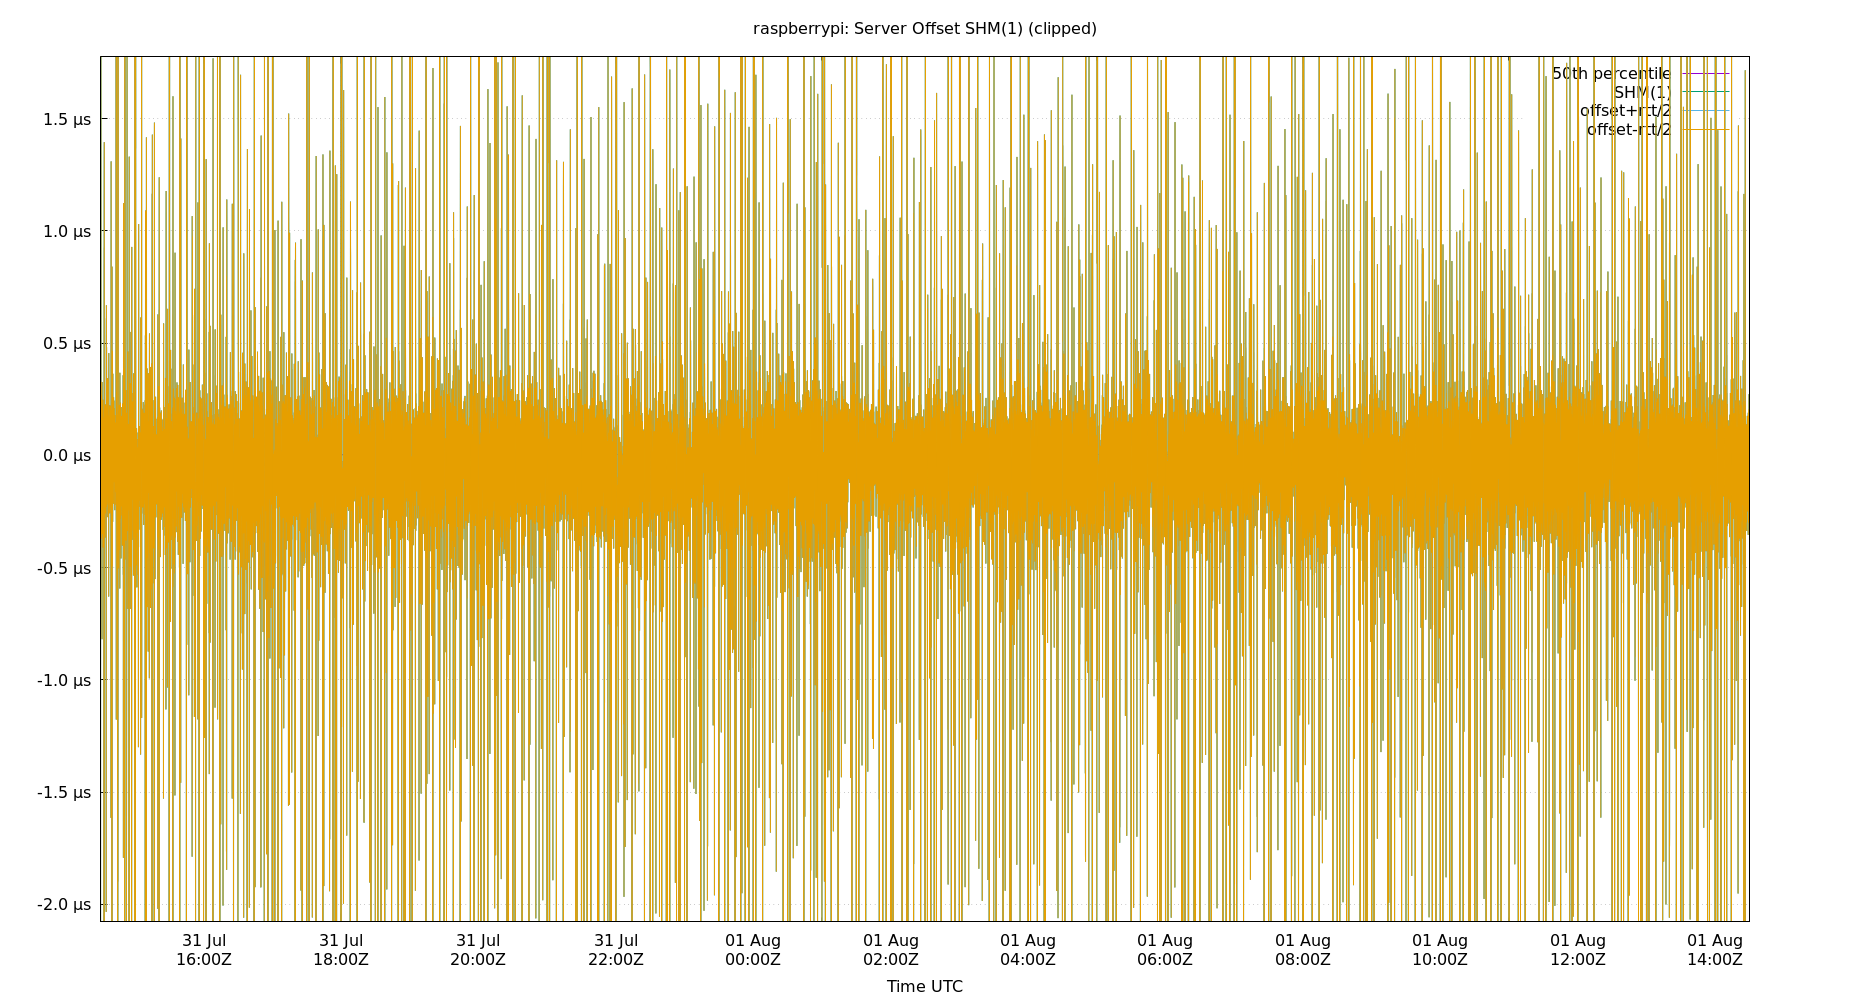 raspberrypi: Server Offset SHM(1) (clipped)
50th percentile
SHM(1)
offset+rtt/2
offset-rtt/2
1.5 µs
1.0 µs
0.5 µs
0.0 µs
-0.5 µs
-1.0 µs
-1.5 µs
-2.0 µs
31 Jul 31 Jul 31 Jul 31 Jul 01 Aug 01 Aug 01 Aug 01 Aug 01 Aug 01 Aug 01 Aug 01 Aug
16:00Z 18:00Z 20:00Z 22:00Z 00:00Z 02:00Z 04:00Z 06:00Z 08:00Z 10:00Z 12:00Z 14:00Z
Time UTC